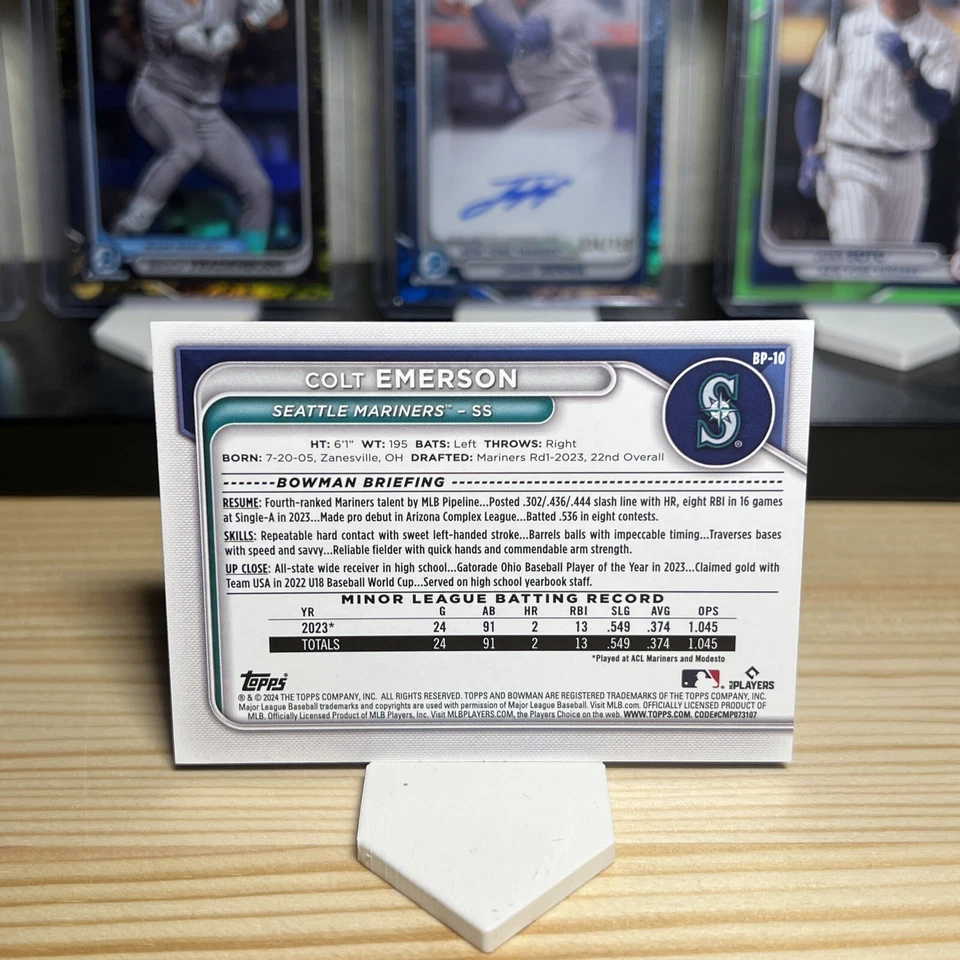 BP-10
COLT EMERSON
SEATTLE MARINERS™ – SS
S
®
HT: 6'1" WT: 195 BATS: Left THROWS: Right
BORN: 7-20-05, Zanesville, OH DRAFTED: Mariners Rd1-2023, 22nd Overall
BOWMAN BRIEFING
RESUME: Fourth-ranked Mariners talent by MLB Pipeline...Posted .302/.436/.444 slash line with HR, eight RBI in 16 games
at Single-A in 2023...Made pro debut in Arizona Complex League...Batted .536 in eight contests.
SKILLS: Repeatable hard contact with sweet left-handed stroke...Barrels balls with impeccable timing...Traverses bases
with speed and savvy...Reliable fielder with quick hands and commendable arm strength.
UP CLOSE: All-state wide receiver in high school...Gatorade Ohio Baseball Player of the Year in 2023...Claimed gold with
Team USA in 2022 U18 Baseball World Cup...Served on high school yearbook staff.
MINOR LEAGUE BATTING RECORD
YR G AB HR RBI SLG AVG OPS
2023* 24 91 2 13 .549 .374 1.045
TOTALS 24 91 2 13 .549 .374 1.045
*Played at ACL Mariners and Modesto
topps® PLAYERS
® & © 2024 THE TOPPS COMPANY, INC. ALL RIGHTS RESERVED. TOPPS AND BOWMAN ARE REGISTERED TRADEMARKS OF THE TOPPS COMPANY, INC.
Major League Baseball trademarks and copyrights are used with permission of Major League Baseball. Visit MLB.com. OFFICIALLY LICENSED PRODUCT OF
MLB. Officially Licensed Product of MLB Players, Inc. Visit MLBPLAYERS.COM, the Players Choice on the web. WWW.TOPPS.COM. CODE#CMP073107